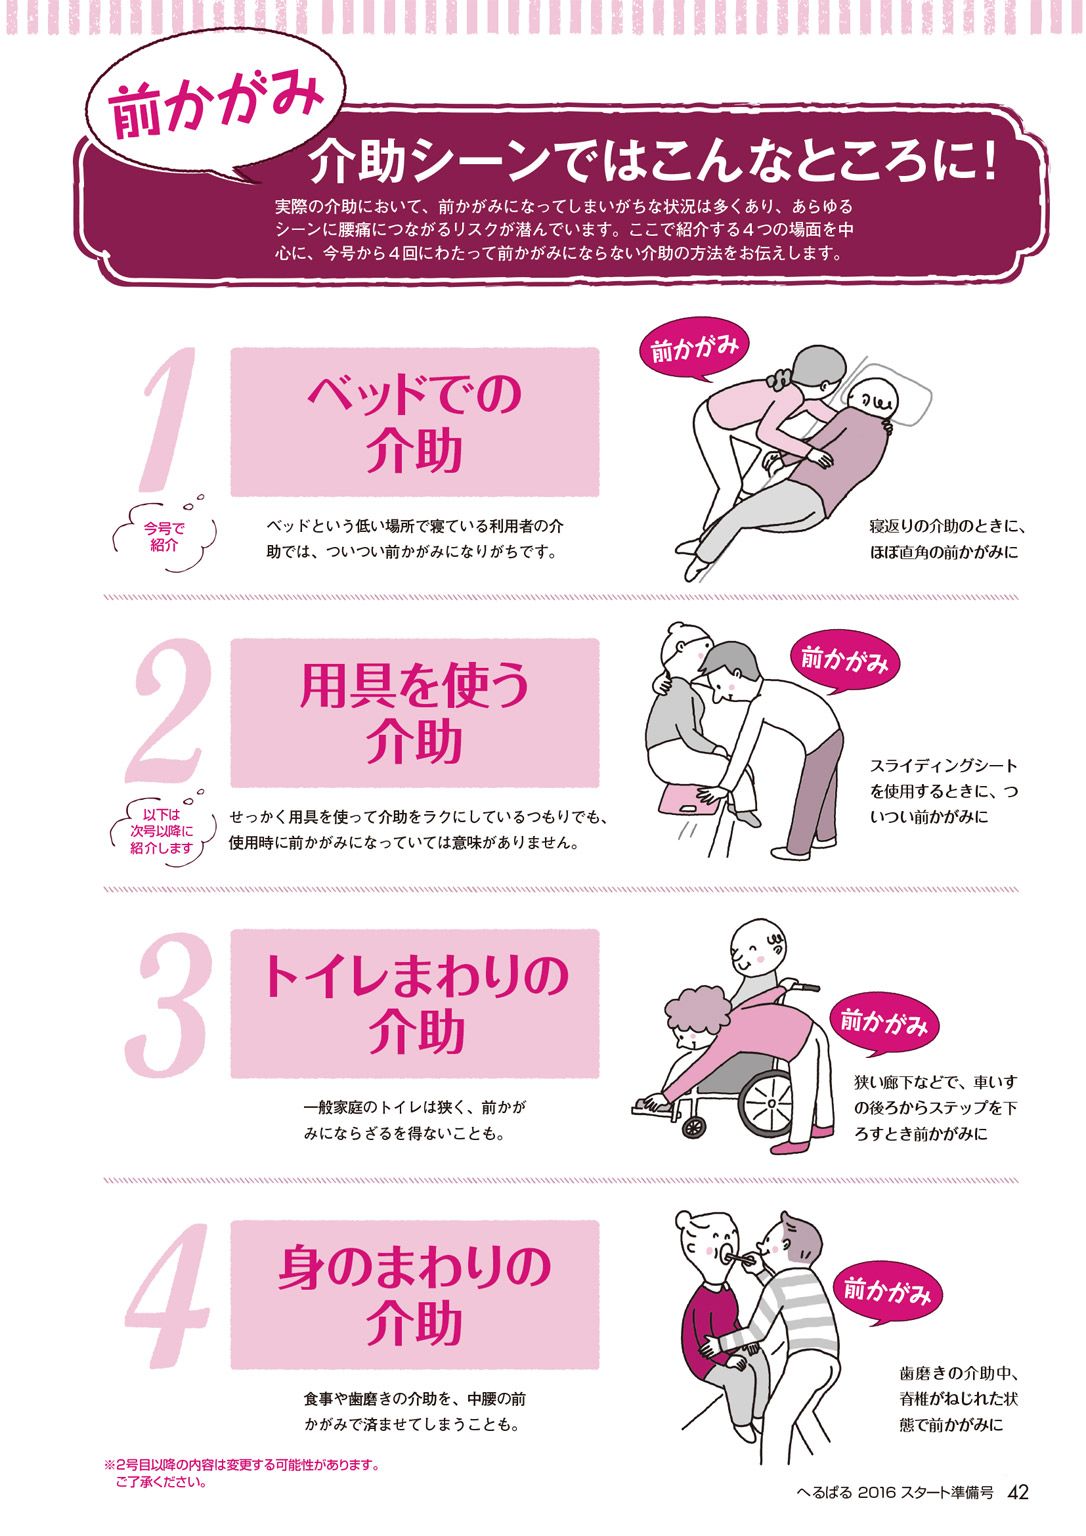 前かがみ
介助シーンではこんなところに！
実際の介助において、前かがみになってしまいがちな状況は多くあり、あらゆる
シーンに腰痛につながるリスクが潜んでいます。ここで紹介する4つの場面を中
心に、今号から4回にわたって前かがみにならない介助の方法をお伝えします。
1
今号で
紹介
ベッドでの
介助
ベッドという低い場所で寝ている利用者の介
助では、ついつい前かがみになりがちです。
前かがみ
寝返りの介助のときに、
ほぼ直角の前かがみに
2
以下は
次号以降に
紹介します
用具を使う
介助
せっかく用具を使って介助をラクにしているつもりでも、
使用時に前かがみになっていては意味がありません。
前かがみ
スライディングシート
を使用するときに、つ
いつい前かがみに
3
トイレまわりの
介助
一般家庭のトイレは狭く、前かが
みにならざるを得ないことも。
前かがみ
狭い廊下などで、車いす
の後ろからステップを下
ろすとき前かがみに
4
身のまわりの
介助
食事や歯磨きの介助を、中腰の前
かがみで済ませてしまうことも。
前かがみ
歯磨きの介助中、
脊椎がねじれた状
態で前かがみに
※2号目以降の内容は変更する可能性があります。
ご了承ください。
へるぱる 2016 スタート準備号 42